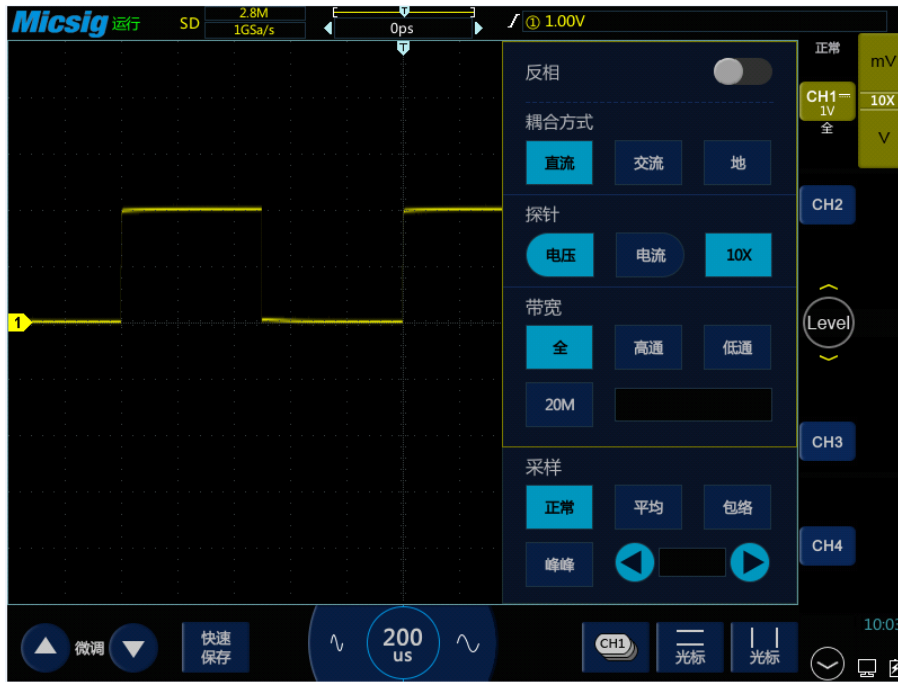 Micsig 运行 SD 2.8M
1GSa/s
T
0ps
① 1.00V
T
反相
耦合方式
直流 交流 地
探针
电压 电流 10X
带宽
全 高通 低通
20M
采样
正常 平均 包络
峰峰
正常
CH1
1V
全
mV
10X
V
CH2
Level
CH3
CH4
1
微调
快速
保存
200
us
CH1
光标
光标
10:03